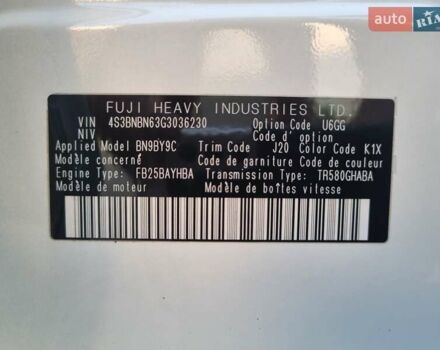 auto RIA
FUJI HEAVY INDUSTRIES LTD.
VIN 4S3BNBN63G3036230 Option Code U6GG
NIV Code d' option
Applied Model BN9BY9C Trim Code J20 Color Code K1X
Modèle concerné Code de garniture Code de couleur
Engine Type: FB25BAYHBA Transmission Type: TR580GHABA
Modèle de moteur Modèle de boîtes vitesse